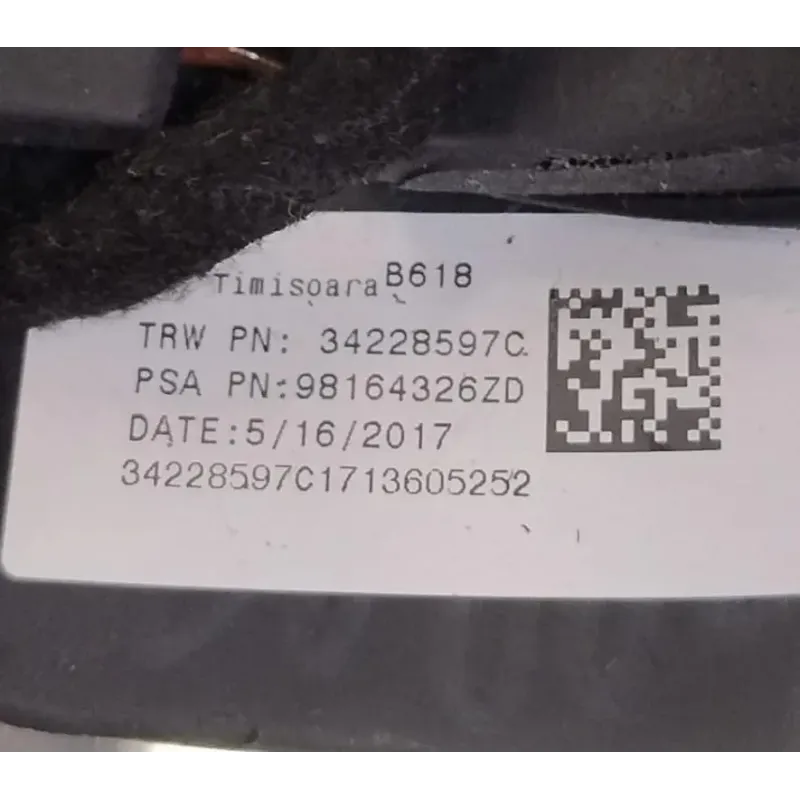 Timisoara B618
TRW PN: 34228597C
PSA PN:98164326ZD
DATE:5/16/2017
34228597C1713605252